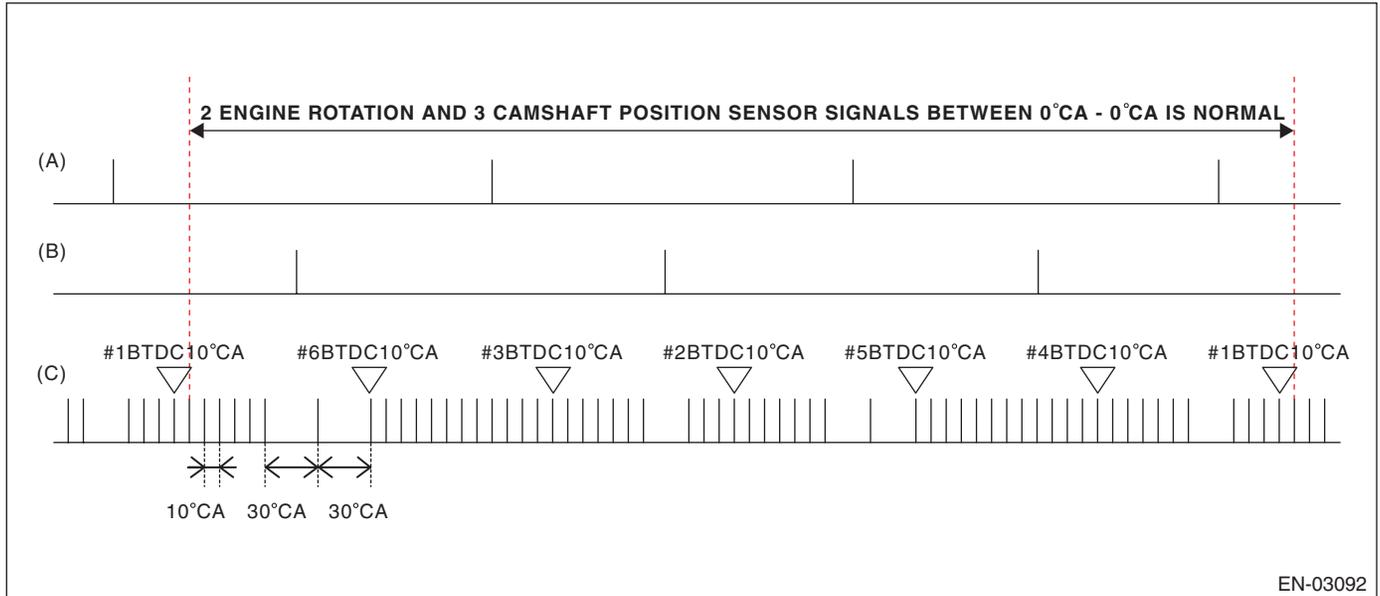 2 ENGINE ROTATION AND 3 CAMSHAFT POSITION SENSOR SIGNALS BETWEEN 0°CA - 0°CA IS NORMAL
(A)
(B)
#1BTDC10°CA #6BTDC10°CA #3BTDC10°CA #2BTDC10°CA #5BTDC10°CA #4BTDC10°CA #1BTDC10°CA
(C)
10°CA 30°CA 30°CA
EN-03092